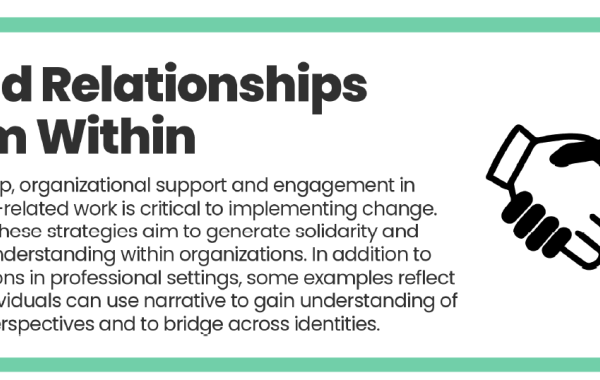 d Relationships
m Within
p, organizational support and engagement in
-related work is critical to implementing change.
hese strategies aim to generate solidarity and
nderstanding within organizations. In addition to
ons in professional settings, some examples reflect
viduals can use narrative to gain understanding of
erspectives and to bridge across identities.